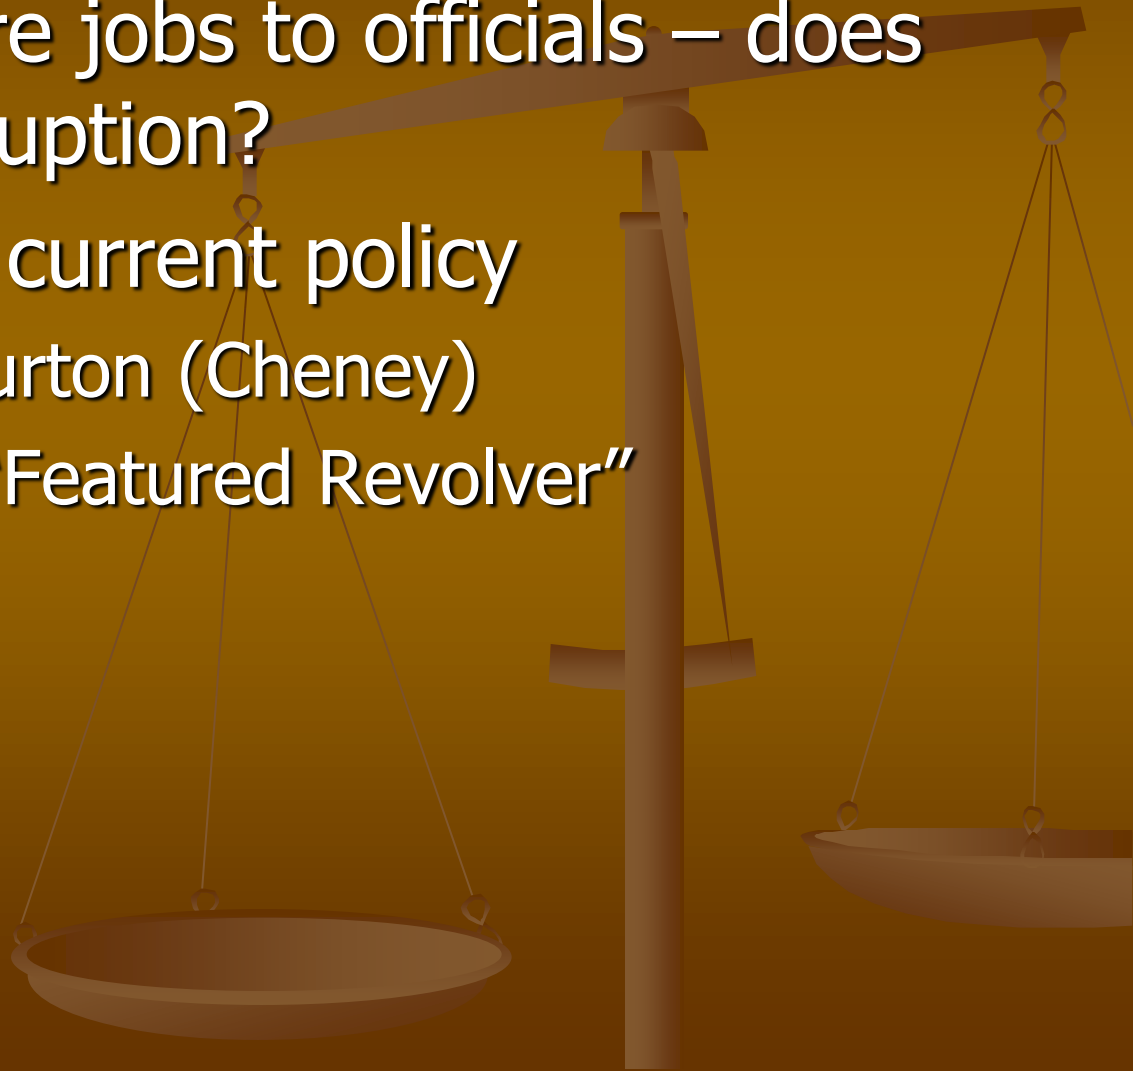 re jobs to officials – does
uption?
current policy
urton (Cheney)
“Featured Revolver”